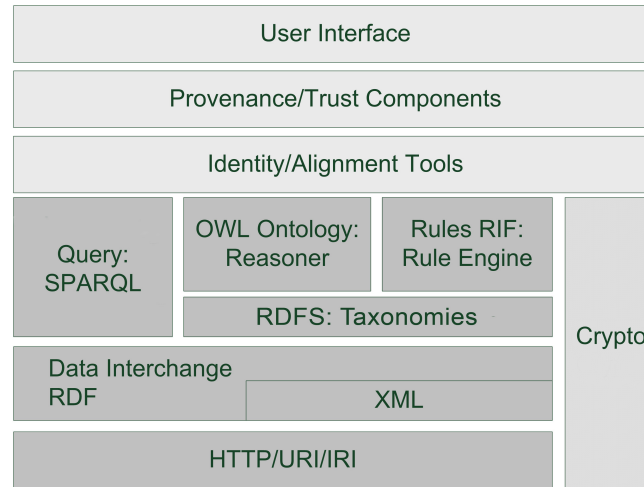 User Interface
Provenance/Trust Components
Identity/Alignment Tools
Query:
SPARQL
OWL Ontology:
Reasoner
Rules RIF:
Rule Engine
RDFS: Taxonomies
Crypto
Data Interchange
RDF
XML
HTTP/URI/IRI